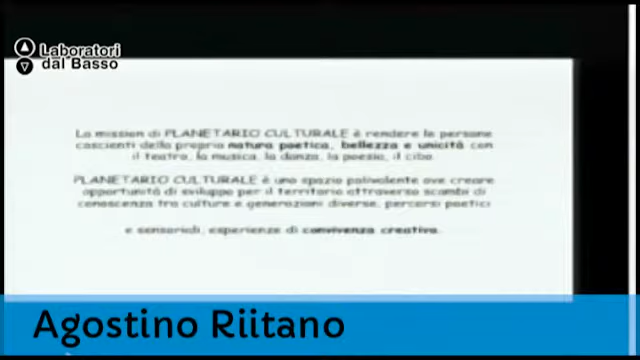 Laboratori
dal Basso
La mission di PLANETARIO CULTURALE è rendere le persone
coscienti della propria natura poetica, bellezza e unicità con
il teatro, la musica, la danza, la poesia, il cibo.
PLANETARIO CULTURALE è uno spazio polivalente ove creare
opportunità di sviluppo per il territorio attraverso scambi di
conoscenza tra culture e generazioni diverse, percorsi poetici
e sensoriali, esperienze di convivenza creativa.
Agostino Riitano